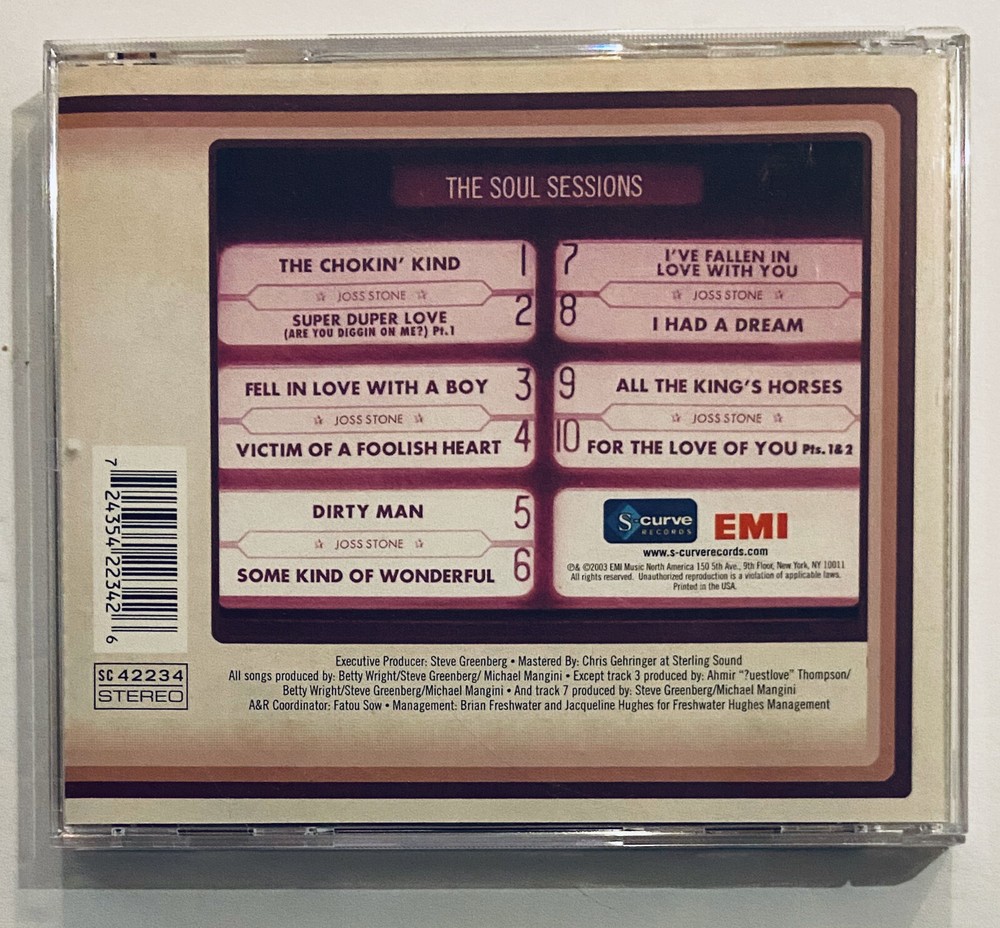 THE SOUL SESSIONS
THE CHOKIN' KIND 1
☆ JOSS STONE ☆
SUPER DUPER LOVE 2
(ARE YOU DIGGIN ON ME?) Pt.1
FELL IN LOVE WITH A BOY 3
☆ JOSS STONE ☆
VICTIM OF A FOOLISH HEART 4
DIRTY MAN 5
☆ JOSS STONE ☆
SOME KIND OF WONDERFUL 6
7 I'VE FALLEN IN
LOVE WITH YOU
☆ JOSS STONE ☆
8 I HAD A DREAM
9 ALL THE KING'S HORSES
☆ JOSS STONE ☆
10 FOR THE LOVE OF YOU Pts.1&2
S-curve RECORDS EMI
www.s-curverecords.com
℗& ©2003 EMI Music North America 150 5th Ave., 9th Floor, New York, NY 10011
All rights reserved. Unauthorized reproduction is a violation of applicable laws.
Printed in the USA.
7 24354 22342 6
SC 42234
STEREO
Executive Producer: Steve Greenberg • Mastered By: Chris Gehringer at Sterling Sound
All songs produced by: Betty Wright/Steve Greenberg/ Michael Mangini • Except track 3 produced by: Ahmir "?uestlove" Thompson/
Betty Wright/Steve Greenberg/Michael Mangini • And track 7 produced by: Steve Greenberg/Michael Mangini
A&R Coordinator: Fatou Sow • Management: Brian Freshwater and Jacqueline Hughes for Freshwater Hughes Management